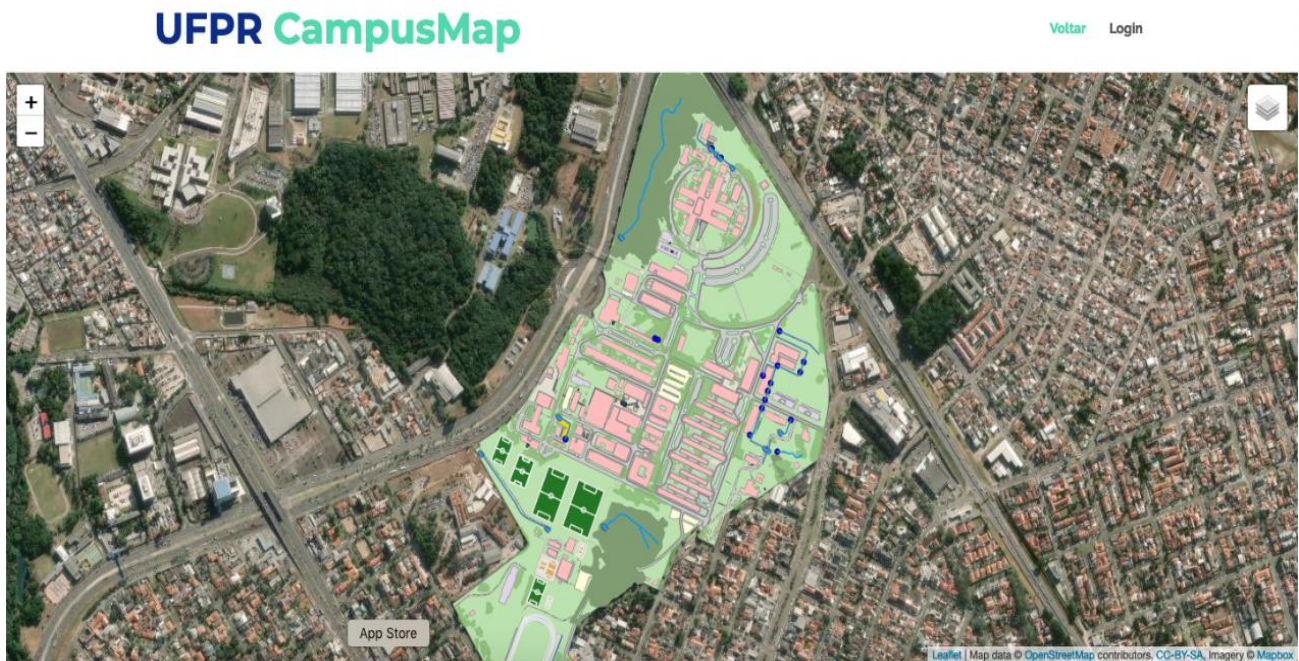 UFPR CampusMap
Voltar Login
+
−
App Store
Leaflet | Map data © OpenStreetMap contributors, CC-BY-SA, Imagery © Mapbox